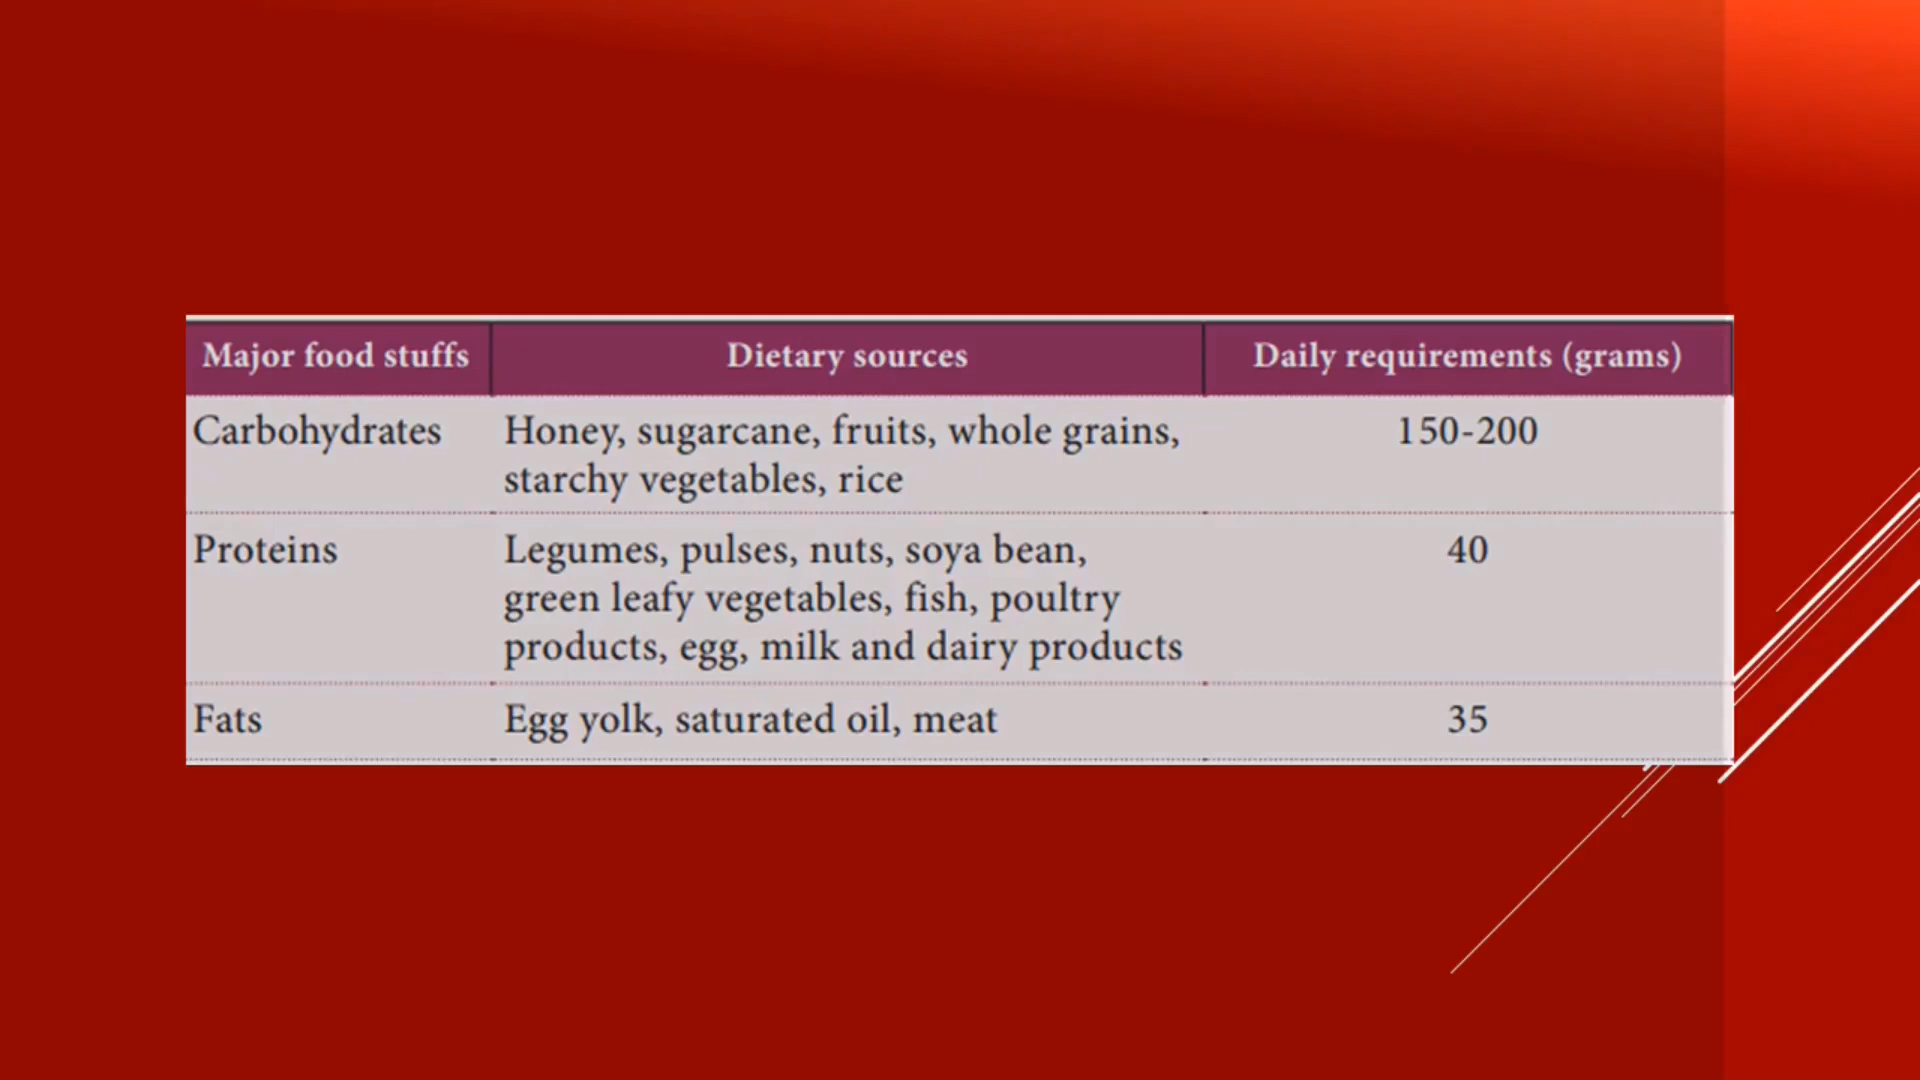 Major food stuffs Dietary sources Daily requirements (grams)
Carbohydrates Honey, sugarcane, fruits, whole grains, 150-200
starchy vegetables, rice
Proteins Legumes, pulses, nuts, soya bean, 40
green leafy vegetables, fish, poultry
products, egg, milk and dairy products
Fats Egg yolk, saturated oil, meat 35